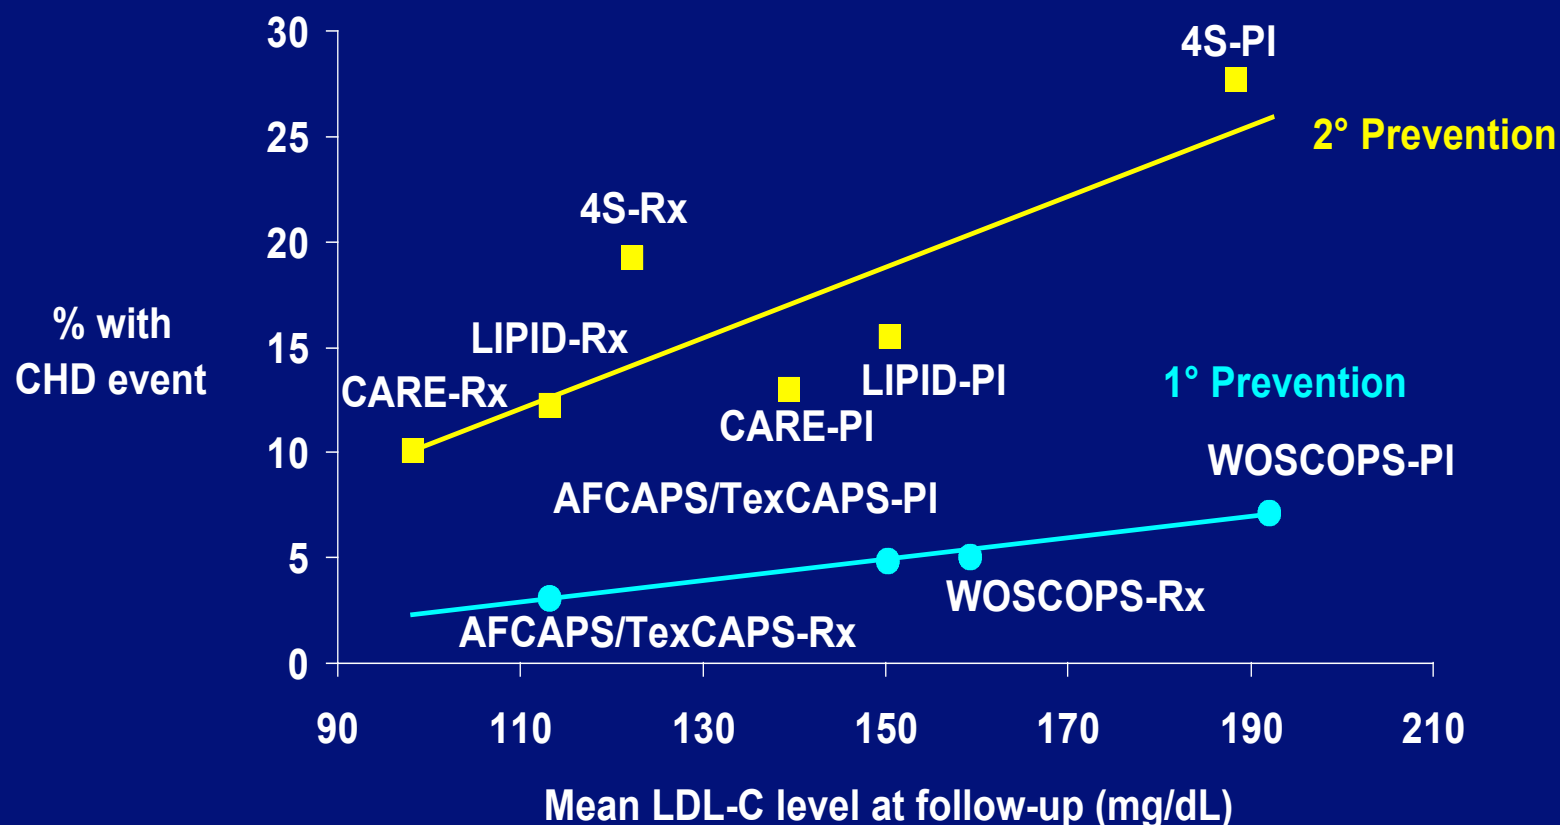 30
4S-PI
25
2° Prevention
4S-Rx
20
% with
CHD event
LIPID-Rx
15
CARE-Rx
LIPID-PI
1° Prevention
CARE-PI
10
WOSCOPS-PI
AFCAPS/TexCAPS-PI
5
WOSCOPS-Rx
AFCAPS/TexCAPS-Rx
0
90 110 130 150 170 190 210
Mean LDL-C level at follow-up (mg/dL)